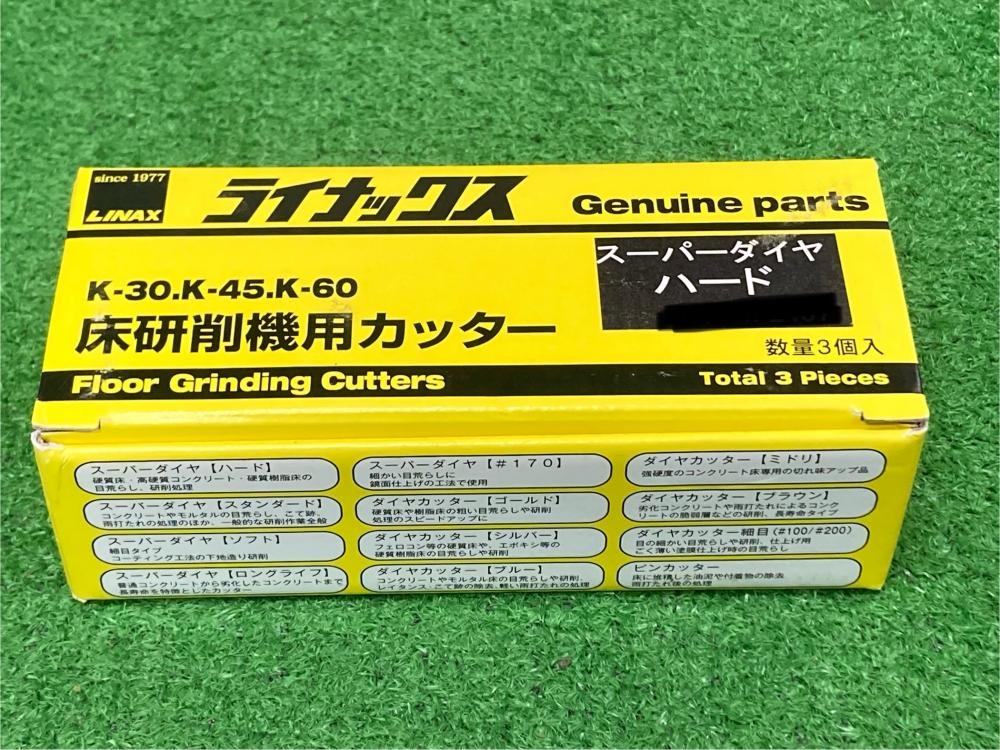 since 1977
LINAX
ライナックス
Genuine parts
スーパーダイヤ
ハード
K-30.K-45.K-60
床研削機用カッター
数量3個入
Floor Grinding Cutters
Total 3 Pieces
スーパーダイヤ【ハード】
硬質床・高硬質コンクリート・硬質樹脂床の
目荒らし、研削処理
スーパーダイヤ【スタンダード】
コンクリートやモルタルの目荒らし、こて跡、
雨打たれの処理のほか、一般的な研削作業全般
スーパーダイヤ【ソフト】
細目タイプ
コーティング工法の下地造り研削
スーパーダイヤ【ロングライフ】
普通コンクリートから劣化したコンクリートまで
長寿命を特徴としたカッター
スーパーダイヤ【#170】
細かい目荒らしに
鏡面仕上げの工法で使用
ダイヤカッター【ゴールド】
硬質床や樹脂床の粗い目荒らしや研削
処理のスピードアップに
ダイヤカッター【シルバー】
フェロコン等の硬質床や、エポキシ等の
硬質樹脂床の目荒らしや研削
ダイヤカッター【ブルー】
コンクリートやモルタル床の目荒らしや研削、
レイタンス・こて跡の除去、軽い雨打たれの処理
ダイヤカッター【ミドリ】
強硬度のコンクリート床専用の切れ味アップ品
ダイヤカッター【ブラウン】
劣化コンクリートや雨打たれによるコンク
リートの脆弱層などの研削、長寿命タイプ
ダイヤカッター細目(#100/#200)
目の細かい目荒らしや研削、仕上げ用
ごく薄い塗膜仕上げ時の目荒らし
ピンカッター
床に堆積した油泥や付着物の除去
雨打たれ後の処理